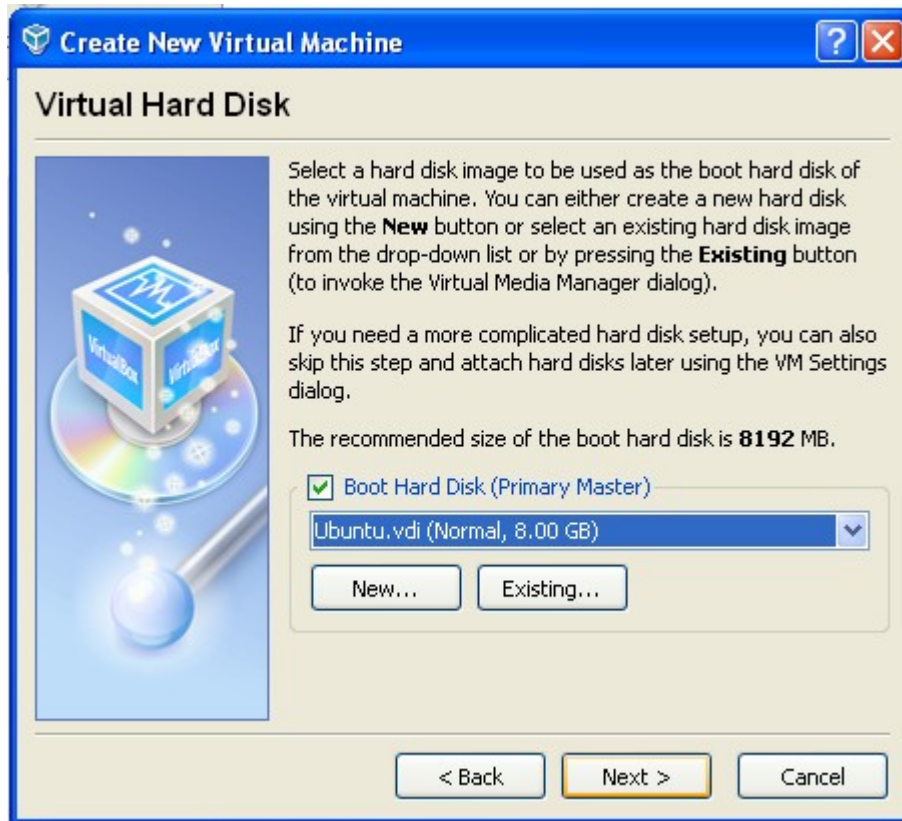 Create New Virtual Machine
Virtual Hard Disk
Select a hard disk image to be used as the boot hard disk of
the virtual machine. You can either create a new hard disk
using the New button or select an existing hard disk image
from the drop-down list or by pressing the Existing button
(to invoke the Virtual Media Manager dialog).
If you need a more complicated hard disk setup, you can also
skip this step and attach hard disks later using the VM Settings
dialog.
The recommended size of the boot hard disk is 8192 MB.
Boot Hard Disk (Primary Master)
Ubuntu.vdi (Normal, 8.00 GB)
New...
Existing...
VirtualBox
VirtualBox
< Back
Next >
Cancel